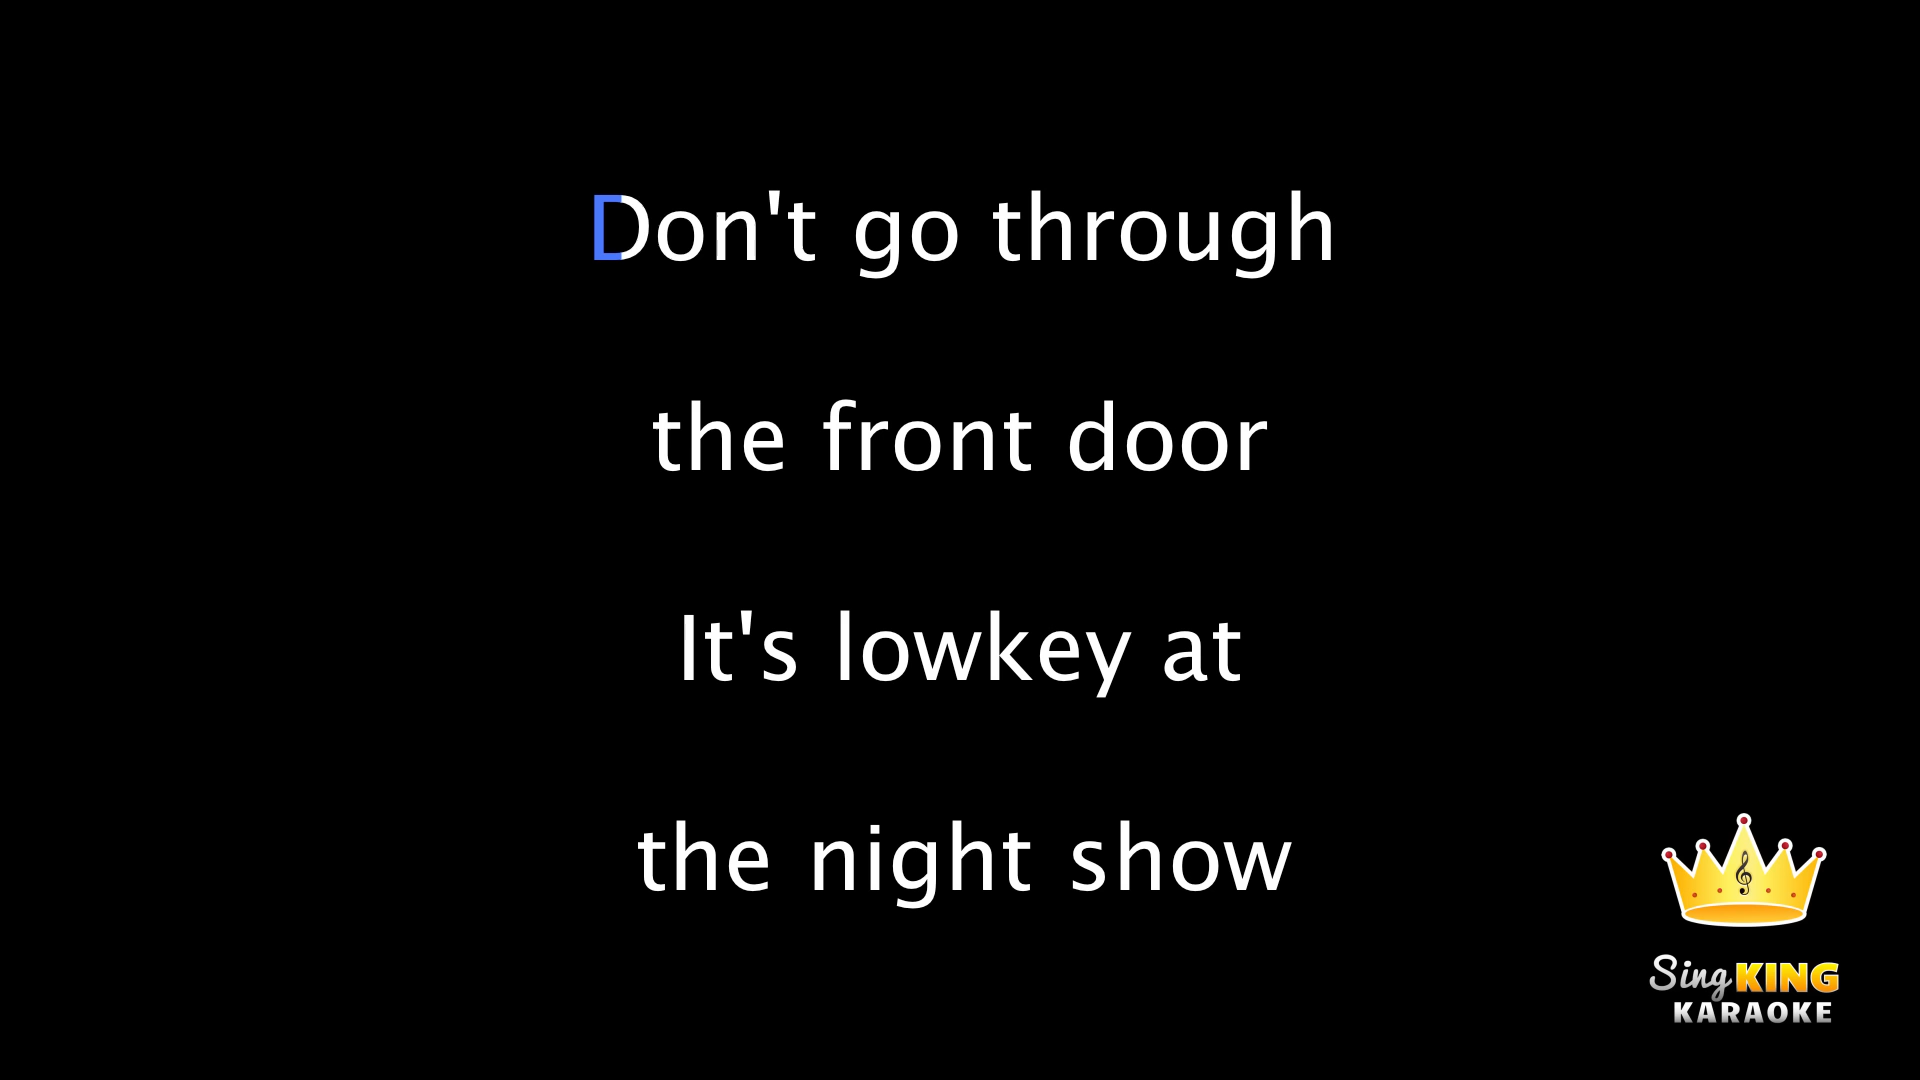 Don't go through
the front door
It's lowkey at
the night show
Sing KING
KARAOKE